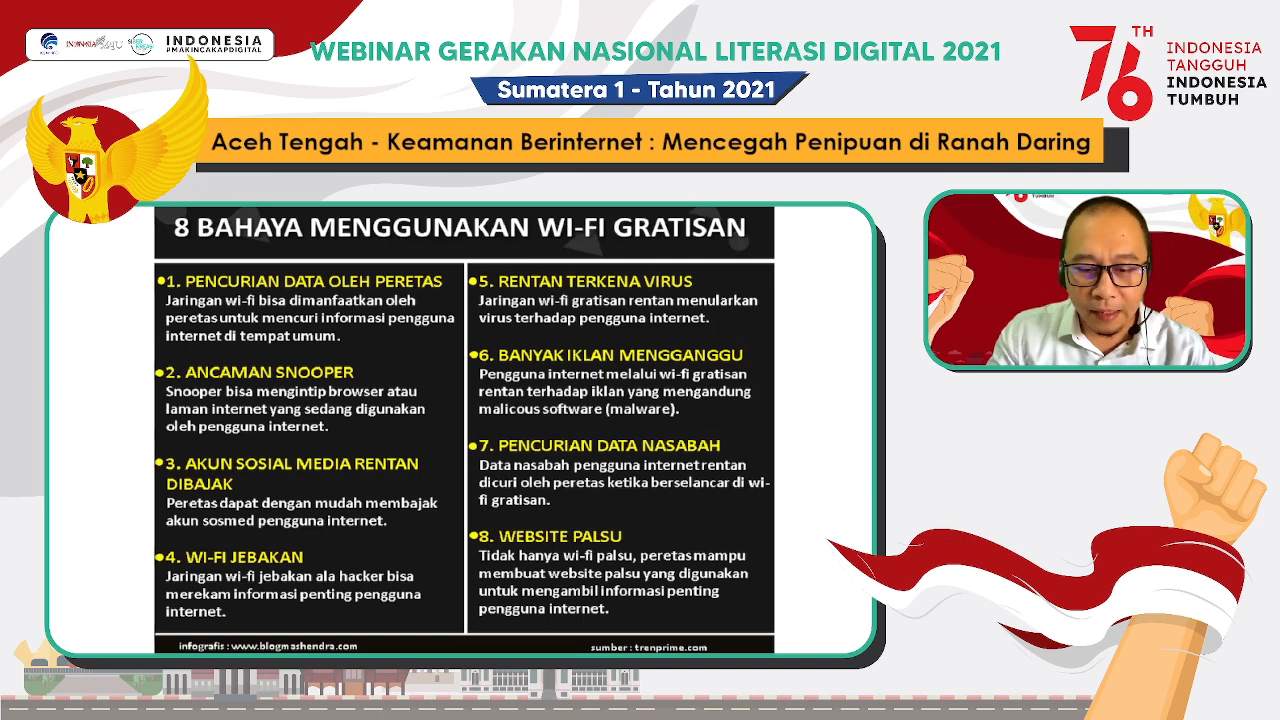 INDONESIA
#MAKINCAKAPDIGITAL
WEBINAR GERAKAN NASIONAL LITERASI DIGITAL 2021
Sumatera 1 - Tahun 2021
76TH
INDONESIA
TANGGUH
INDONESIA
TUMBUH
Aceh Tengah - Keamanan Berinternet : Mencegah Penipuan di Ranah Daring
8 BAHAYA MENGGUNAKAN WI-FI GRATISAN
1. PENCURIAN DATA OLEH PERETAS
Jaringan wi-fi bisa dimanfaatkan oleh
peretas untuk mencuri informasi pengguna
internet di tempat umum.
2. ANCAMAN SNOOPER
Snooper bisa mengintip browser atau
laman internet yang sedang digunakan
oleh pengguna internet.
3. AKUN SOSIAL MEDIA RENTAN
DIBAJAK
Peretas dapat dengan mudah membajak
akun sosmed pengguna internet.
4. WI-FI JEBAKAN
Jaringan wi-fi jebakan ala hacker bisa
merekam informasi penting pengguna
internet.
5. RENTAN TERKENA VIRUS
Jaringan wi-fi gratisan rentan menularkan
virus terhadap pengguna internet.
6. BANYAK IKLAN MENGGANGGU
Pengguna internet melalui wi-fi gratisan
rentan terhadap iklan yang mengandung
malicous software (malware).
7. PENCURIAN DATA NASABAH
Data nasabah pengguna internet rentan
dicuri oleh peretas ketika berselancar di wi-
fi gratisan.
8. WEBSITE PALSU
Tidak hanya wi-fi palsu, peretas mampu
membuat website palsu yang digunakan
untuk mengambil informasi penting
pengguna internet.
infografis : www.blogmashendra.com
sumber : trenprime.com
TUMBUH